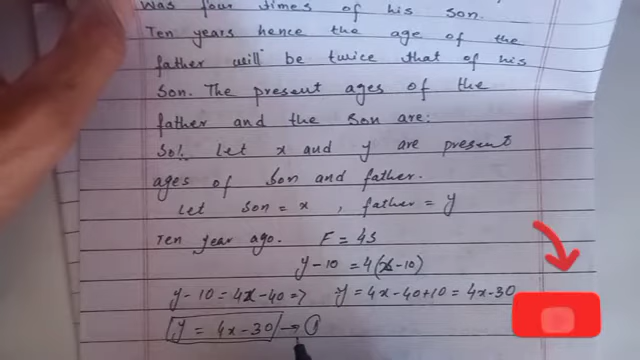 was four times of his son.
Ten years hence the age of the
father will be twice that of his
son. The present ages of the
father and the son are:
Sol. Let x and y are present
ages of son and father.
Let son = x , father = y
Ten year ago. F = 4S
y-10 = 4(x-10)
y-10 = 4x-40 => y = 4x-40+10 = 4x-30
y = 4x-30 → ①